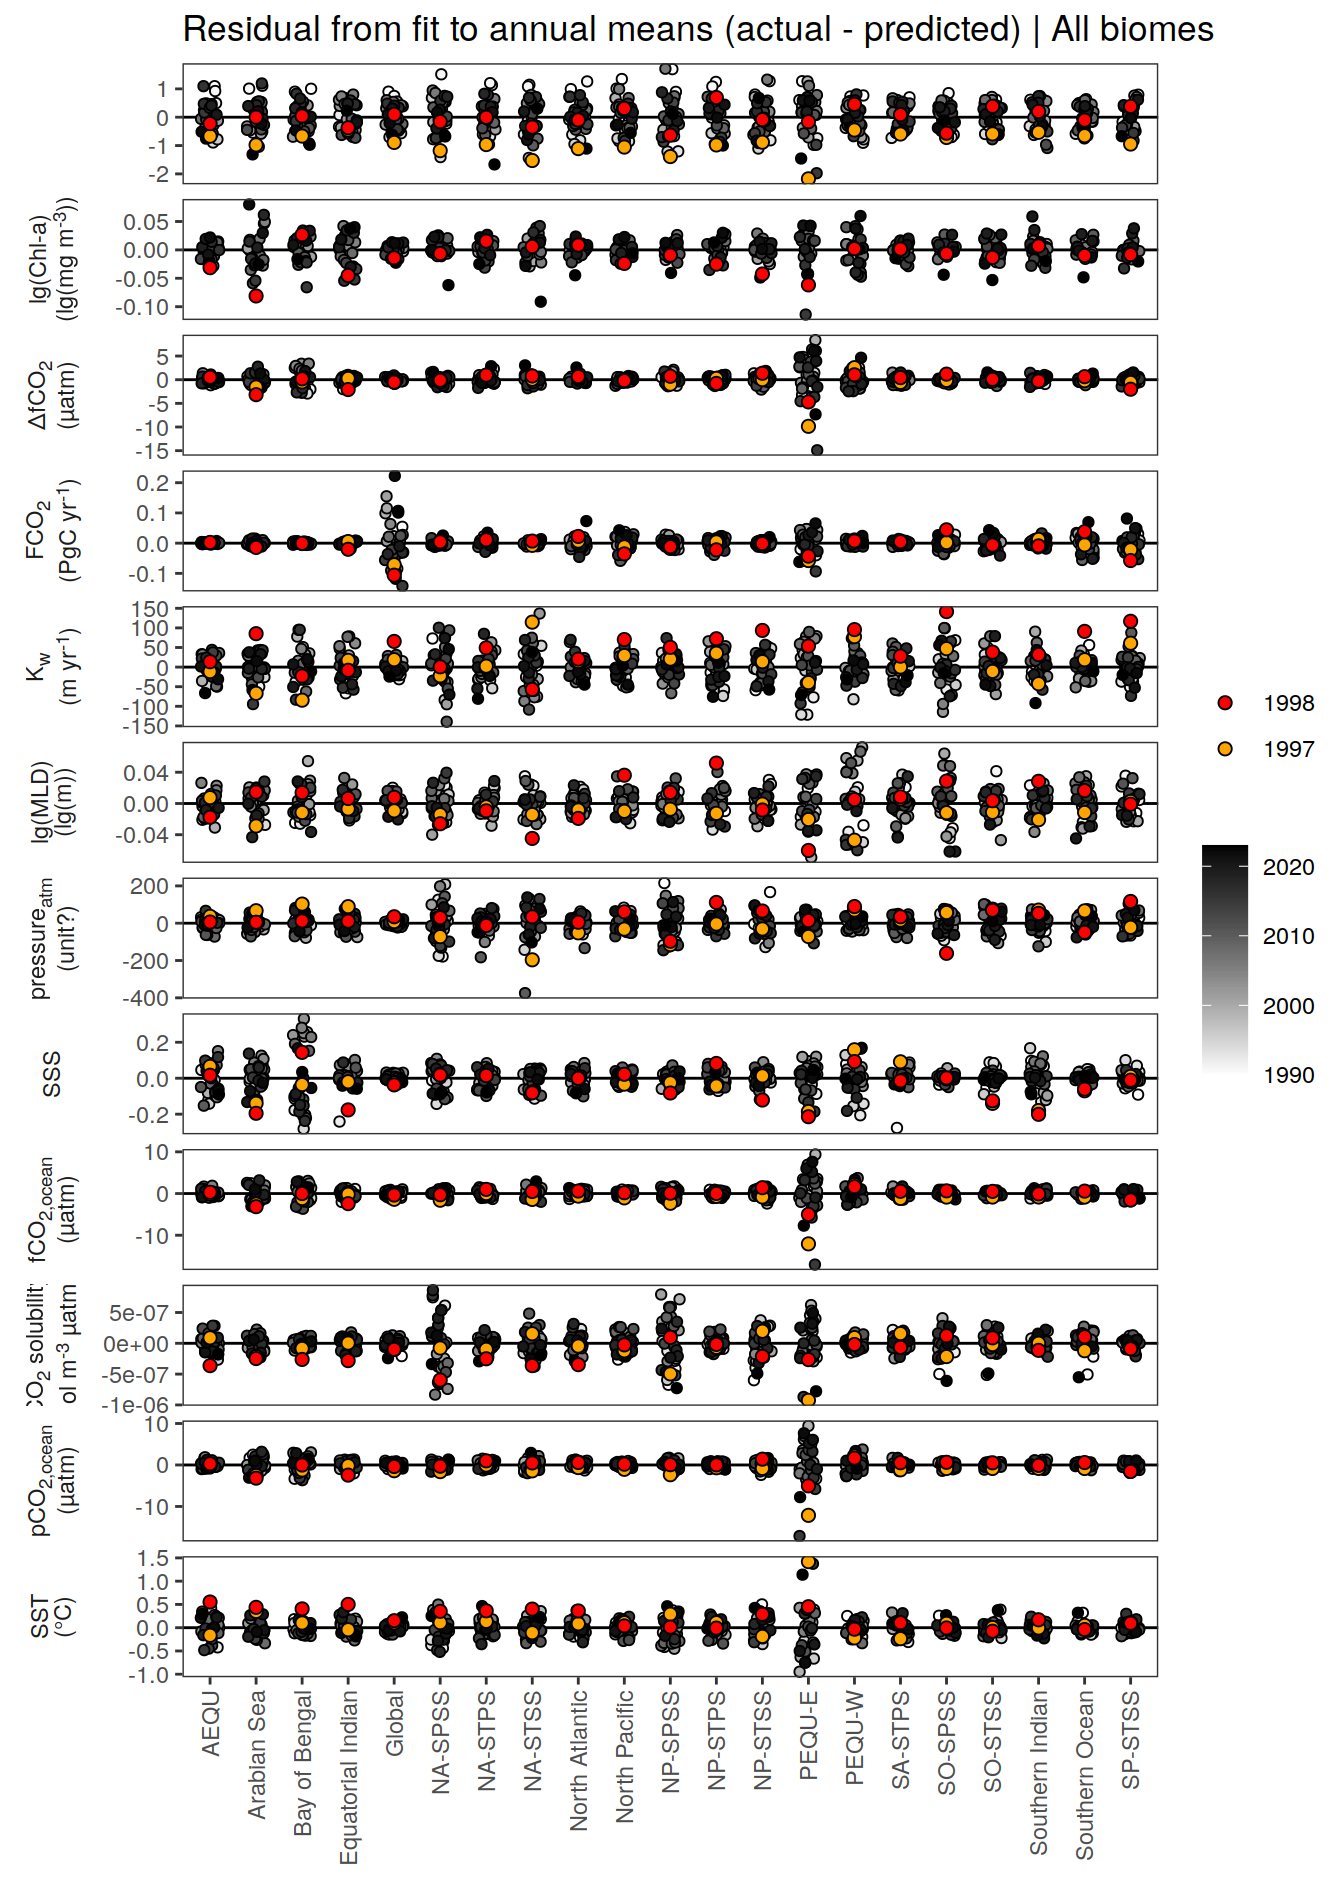 Residual from fit to annual means (actual - predicted) | All biomes
1
0
-1
-2
lg(Chl-a)
(lg(mg m-3))
0.05
0.00
-0.05
-0.10
ΔfCO2
(µatm)
5
0
-5
-10
-15
FCO2
(PgC yr-1)
0.2
0.1
0.0
-0.1
Kw
(m yr-1)
150
100
50
0
-50
-100
-150
lg(MLD)
(lg(m))
0.04
0.00
-0.04
pressureatm
(unit?)
200
0
-200
-400
SSS
0.2
0.0
-0.2
fCO2,ocean
(µatm)
10
0
-10
O2 solubility
ol m-3 µatm
5e-07
0e+00
-5e-07
-1e-06
pCO2,ocean
(µatm)
10
0
-10
SST
(°C)
1.5
1.0
0.5
0.0
-0.5
-1.0
AEQU
Arabian Sea
Bay of Bengal
Equatorial Indian
Global
NA-SPSS
NA-STPS
NA-STSS
North Atlantic
North Pacific
NP-SPSS
NP-STPS
NP-STSS
PEQU-E
PEQU-W
SA-STPS
SO-SPSS
SO-STSS
Southern Indian
Southern Ocean
SP-STSS
1998
1997
2020
2010
2000
1990